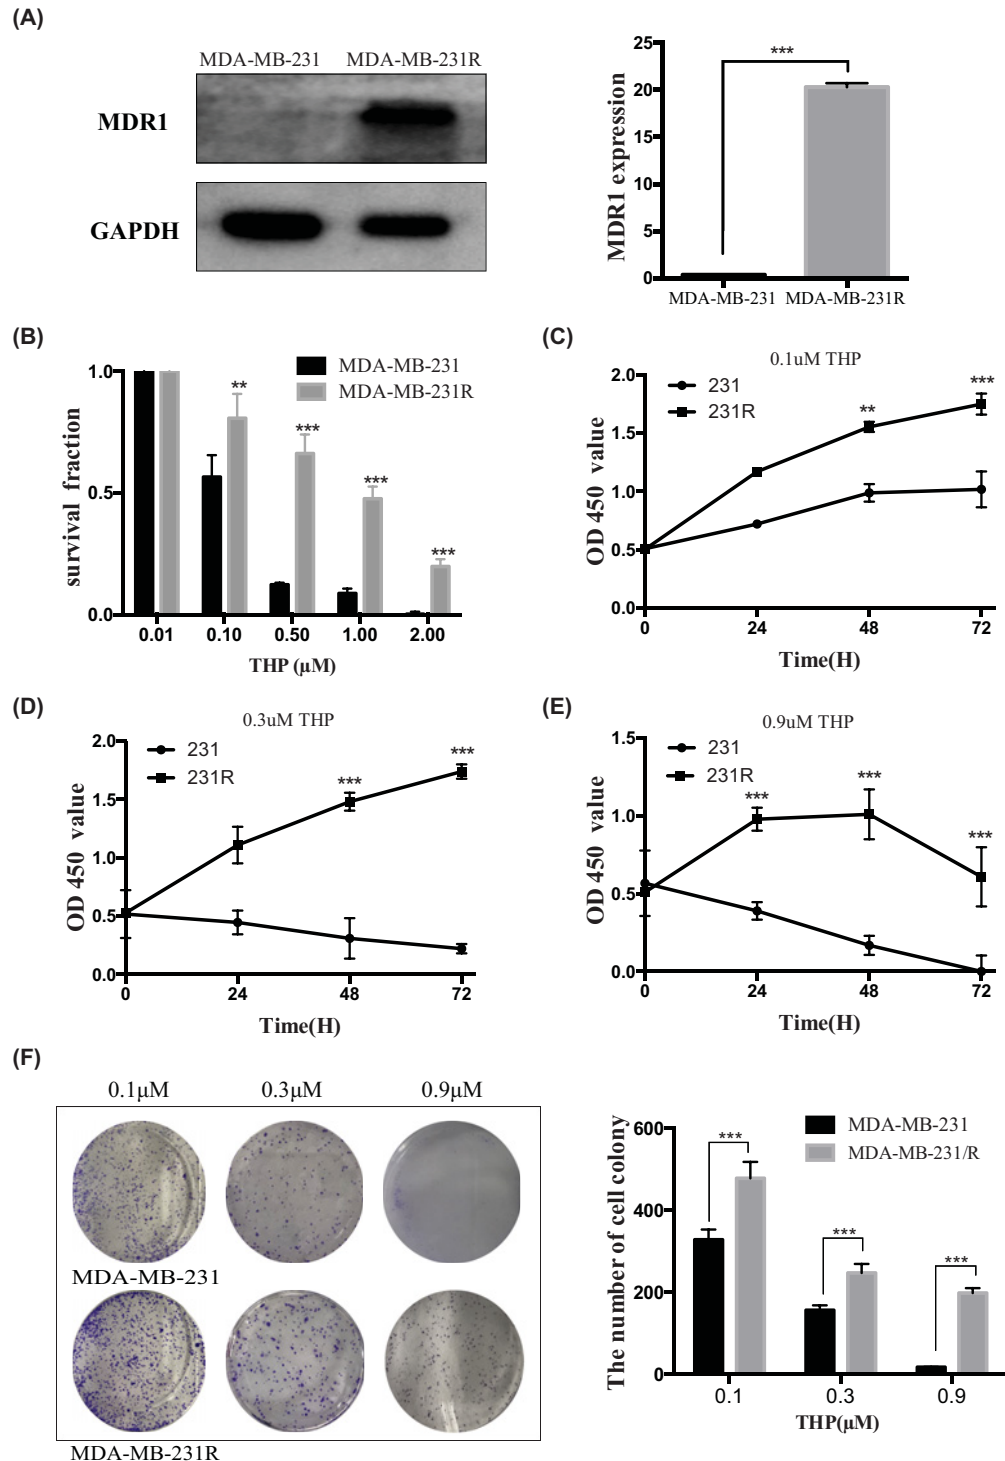 (A)
MDA-MB-231 MDA-MB-231R
MDR1
GAPDH
MDR1 expression
25
20
15
10
5
0
***
MDA-MB-231 MDA-MB-231R
(B)
survival fraction
1.0
0.5
0.0
MDA-MB-231
MDA-MB-231R
**
***
***
***
0.01 0.10 0.50 1.00 2.00
THP (μM)
(C)
0.1uM THP
OD 450 value
2.0
1.5
1.0
0.5
0.0
231
231R
**
***
0 24 48 72
Time(H)
(D)
0.3uM THP
OD 450 value
2.0
1.5
1.0
0.5
0.0
231
231R
***
***
0 24 48 72
Time(H)
(E)
0.9uM THP
OD 450 value
1.5
1.0
0.5
0.0
231
231R
***
***
***
0 24 48 72
Time(H)
(F)
0.1μM 0.3μM 0.9μM
MDA-MB-231
MDA-MB-231R
The number of cell colony
600
400
200
0
MDA-MB-231
MDA-MB-231/R
***
***
***
0.1 0.3 0.9
THP(μM)